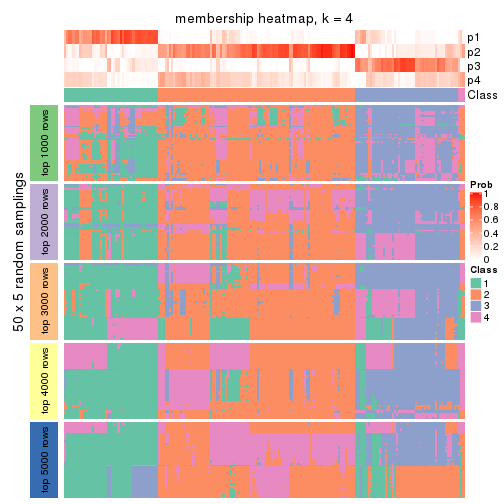 membership heatmap, k = 4
p1
p2
p3
p4
Class
50 x 5 random samplings
top 1000 rows
top 2000 rows
top 3000 rows
top 4000 rows
top 5000 rows
Prob
1
0.8
0.6
0.4
0.2
0
Class
1
2
3
4